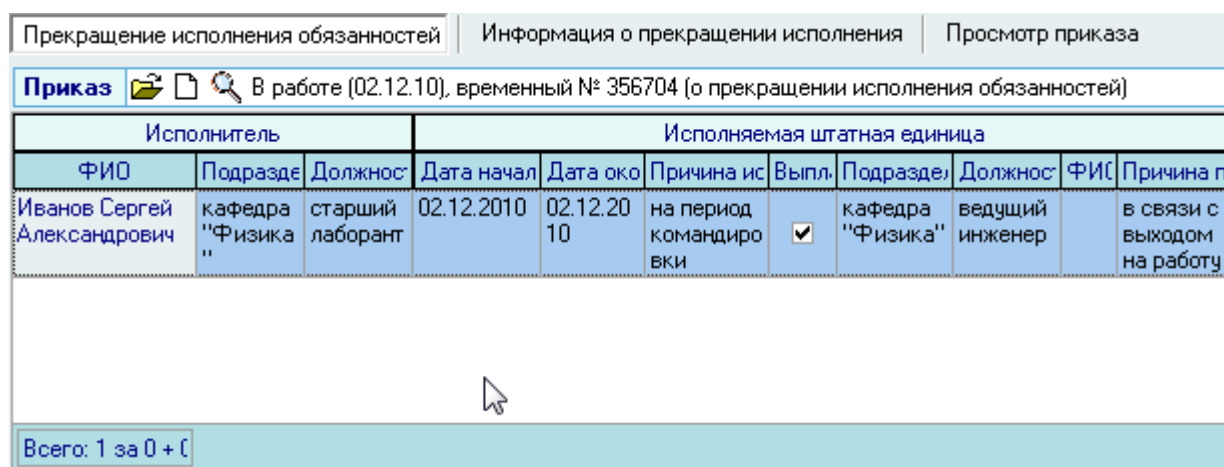 Прекращение исполнения обязанностей Информация о прекращении исполнения Просмотр приказа
Приказ В работе (02.12.10), временный № 356704 (о прекращении исполнения обязанностей)
Исполнитель Исполняемая штатная единица
ФИО Подразде Должнос Дата начал Дата око Причина ис Выпл. Подразде Должнос ФИ Причина п
Иванов Сергей кафедра старший 02.12.2010 02.12.20 на период кафедра ведущий в связи с
Александрович "Физика лаборант 10 командиро "Физика" инженер выходом
" вки на работу
Всего: 1 за 0 + 0